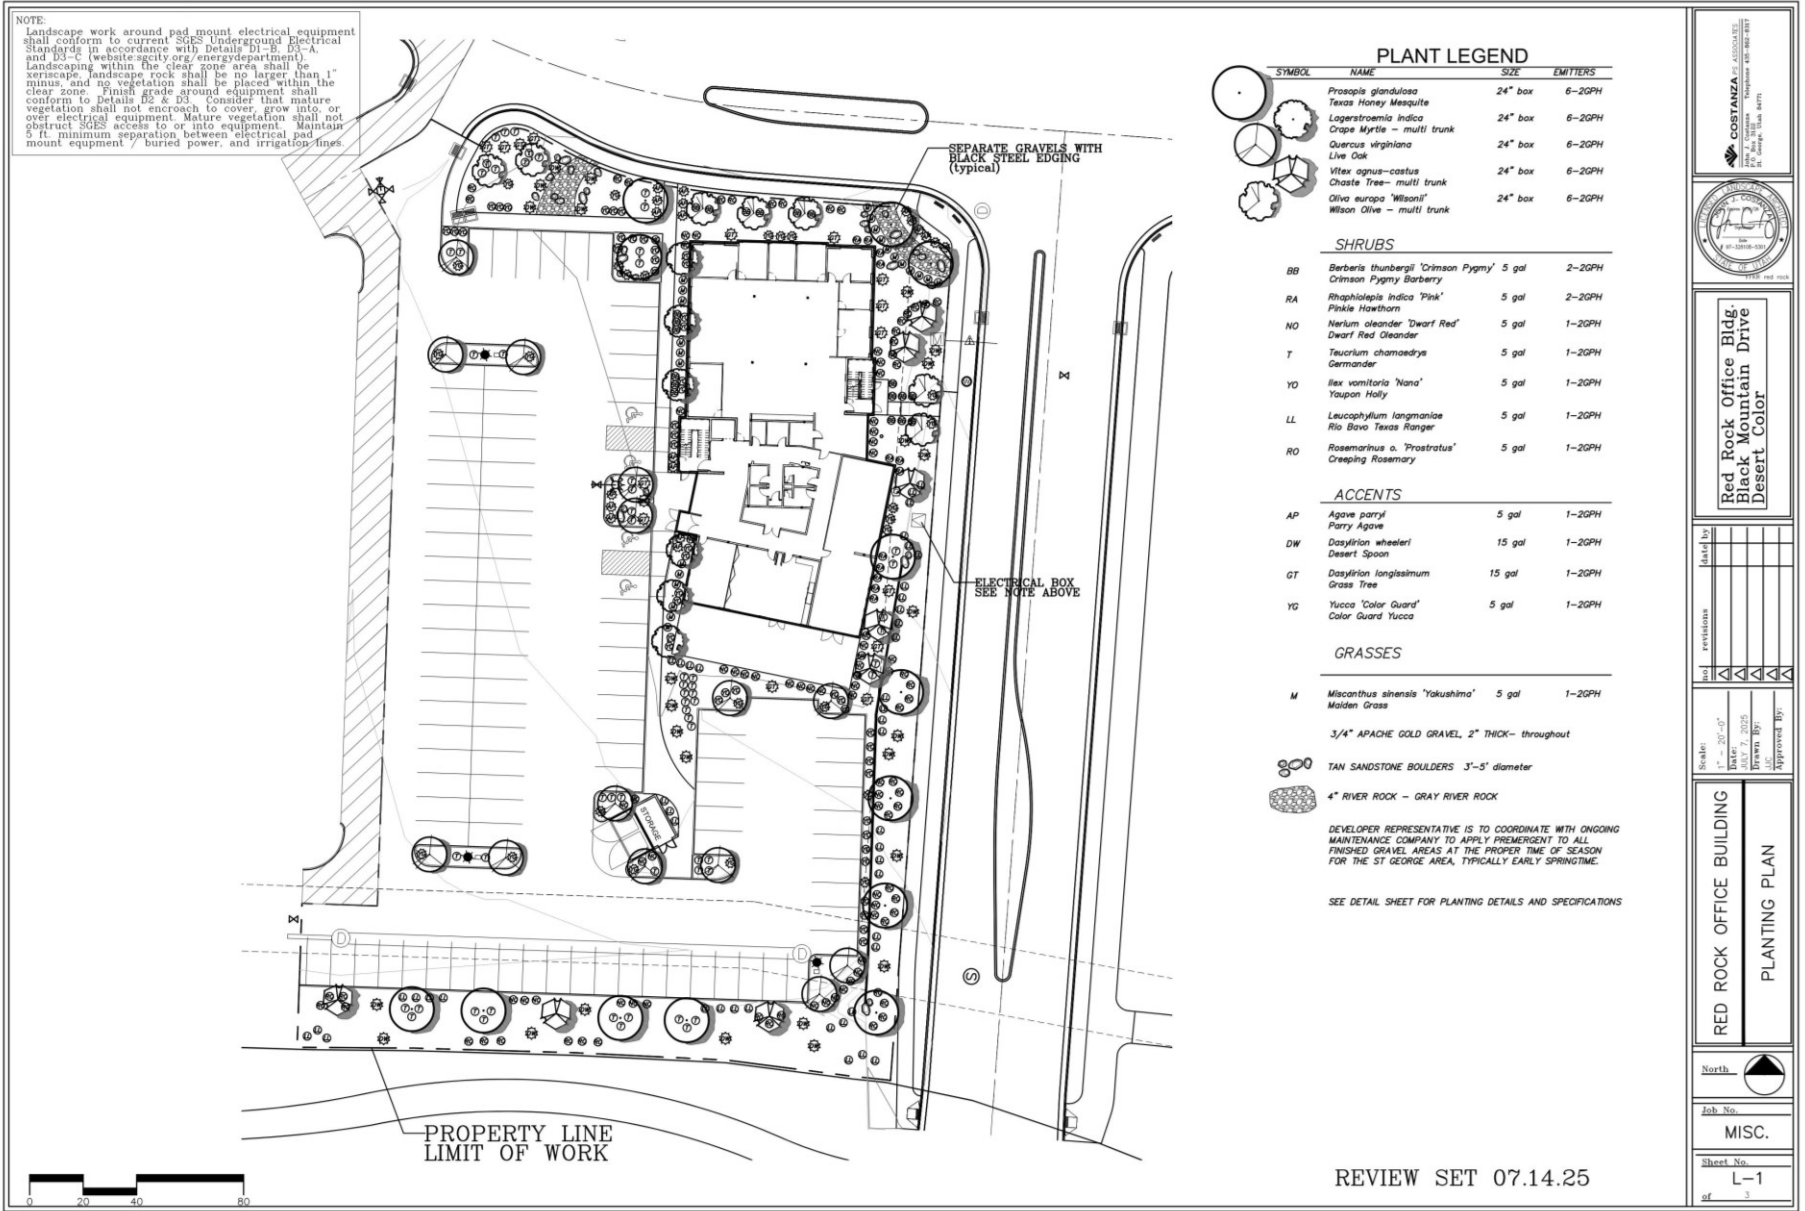 NOTE:
Landscape work around pad mount electrical equipment
shall conform to current SGES Underground Electrical
Standards in accordance with Details D1-B, D3-A,
and D3-C (website:sgcity.org/energydepartment).
Landscaping within the clear zone area shall be
xeriscape, landscape rock shall be no larger than 1"
minus, and no vegetation shall be placed within the
clear zone. Finish grade around equipment shall
conform to Details D2 & D3. Consider that mature
vegetation shall not encroach to cover, grow into, or
over electrical equipment. Mature vegetation shall not
obstruct SGES access to or into equipment. Maintain
5 ft. minimum separation between electrical pad
mount equpment / buried power, and irrigation lines.
SEPARATE GRAVELS WITH
BLACK STEEL EDGING
(typical)
ELECTRICAL BOX
SEE NOTE ABOVE
STORAGE
PROPERTY LINE
LIMIT OF WORK
0 20 40 80
PLANT LEGEND
SYMBOL NAME SIZE EMITTERS
Prosopis glandulosa 24" box 6-2GPH
Texas Honey Mesquite
Lagerstroemia indica 24" box 6-2GPH
Crape Myrtle - multi trunk
Quercus virginiana 24" box 6-2GPH
Live Oak
Vitex agnus-castus 24" box 6-2GPH
Chaste Tree- multi trunk
Oliva europa 'Wilsonii' 24" box 6-2GPH
Wilson Olive - multi trunk
SHRUBS
BB Berberis thunbergii 'Crimson Pygmy' 5 gal 2-2GPH
Crimson Pygmy Barberry
RA Rhaphiolepis indica 'Pink' 5 gal 2-2GPH
Pinkie Hawthorn
NO Nerium oleander 'Dwarf Red' 5 gal 1-2GPH
Dwarf Red Oleander
T Teucrium chamaedrys 5 gal 1-2GPH
Germander
YO Ilex vomitoria 'Nana' 5 gal 1-2GPH
Yaupon Holly
LL Leucophyllum langmaniae 5 gal 1-2GPH
Rio Bavo Texas Ranger
RO Rosemarinus o. 'Prostratus' 5 gal 1-2GPH
Creeping Rosemary
ACCENTS
AP Agave parryi 5 gal 1-2GPH
Parry Agave
DW Dasylirion wheeleri 15 gal 1-2GPH
Desert Spoon
GT Dasylirion longissimum 15 gal 1-2GPH
Grass Tree
YG Yucca 'Color Guard' 5 gal 1-2GPH
Color Guard Yucca
GRASSES
M Miscanthus sinensis 'Yakushima' 5 gal 1-2GPH
Maiden Grass
3/4" APACHE GOLD GRAVEL, 2" THICK- throughout
TAN SANDSTONE BOULDERS 3'-5' diameter
4" RIVER ROCK - GRAY RIVER ROCK
DEVELOPER REPRESENTATIVE IS TO COORDINATE WITH ONGOING
MAINTENANCE COMPANY TO APPLY PREMERGENT TO ALL
FINISHED GRAVEL AREAS AT THE PROPER TIME OF SEASON
FOR THE ST GEORGE AREA, TYPICALLY EARLY SPRINGTIME.
SEE DETAIL SHEET FOR PLANTING DETAILS AND SPECIFICATIONS
REVIEW SET 07.14.25
COSTANZA ASSOCIATES
John J. Costanza
St. George, Utah 84771
Red Rock Office Bldg.
Black Mountain Drive
Desert Color
no revisions date by
Scale:
1" - 20'-0"
Date:
JULY 7, 2025
Drawn By:
JJC
Approved By:
RED ROCK OFFICE BUILDING
PLANTING PLAN
North
Job No.
MISC.
Sheet No.
L-1
of 3